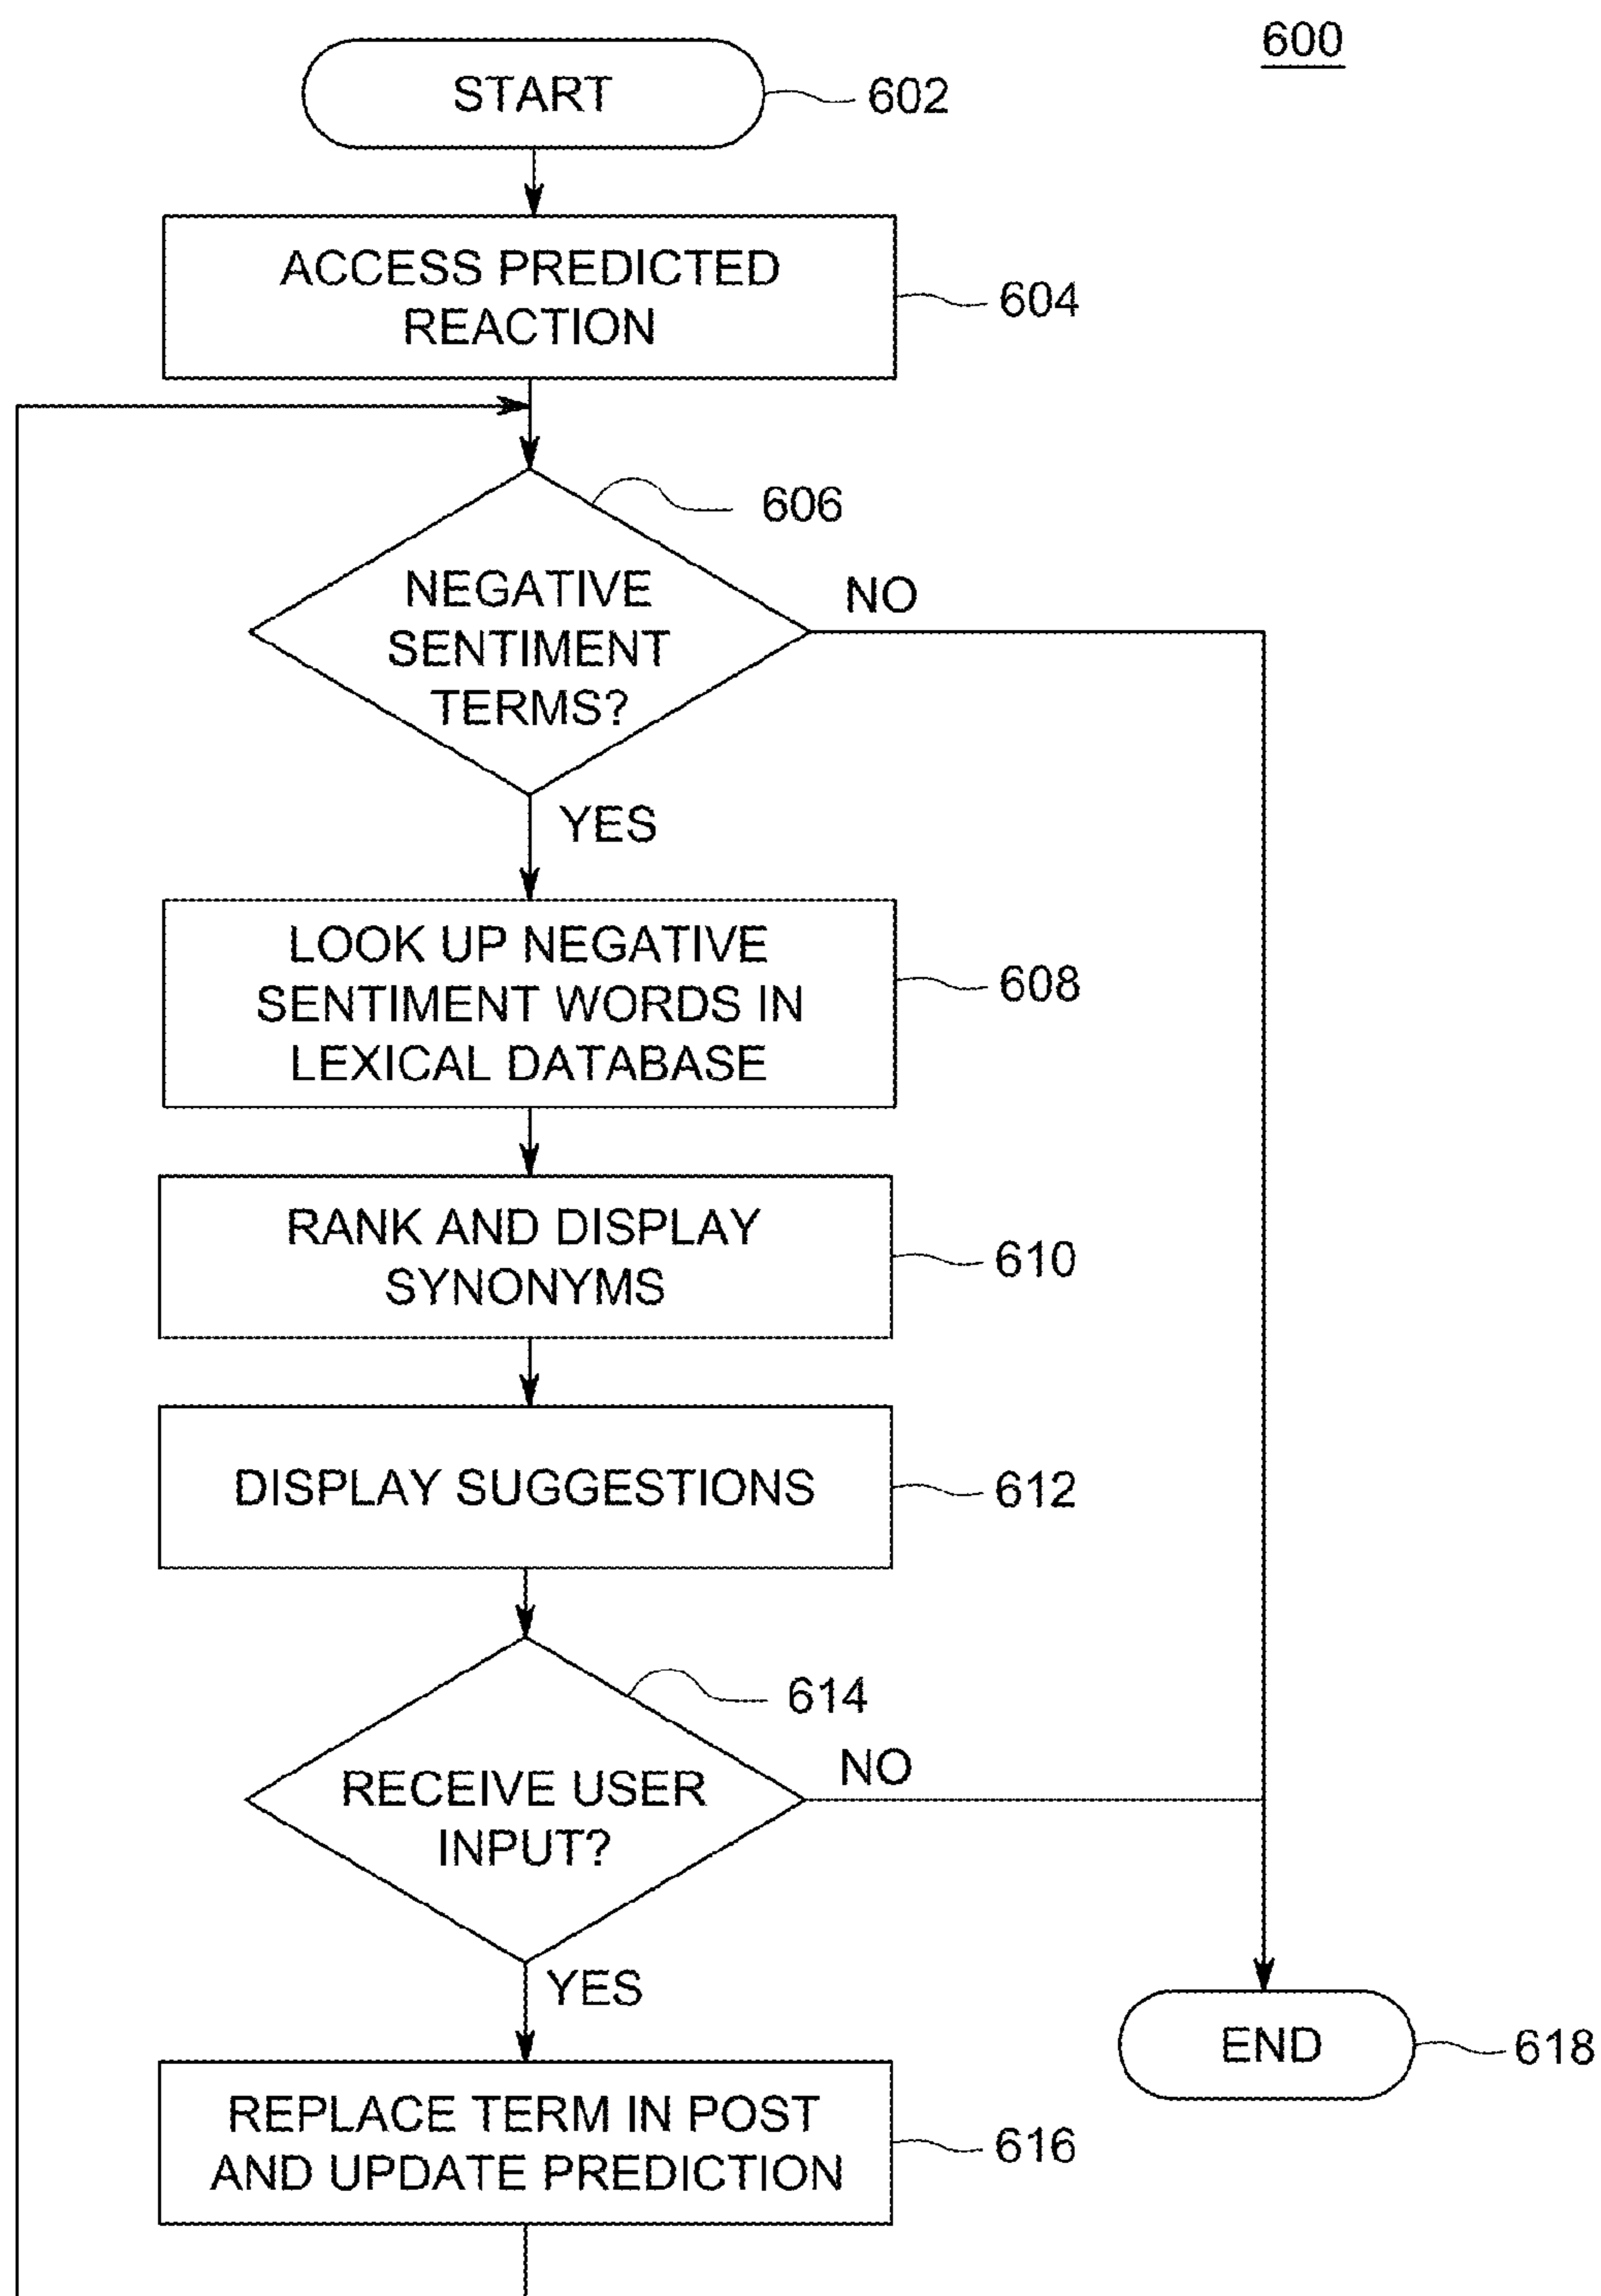 600
START
602
ACCESS PREDICTED
REACTION
604
606
NEGATIVE
SENTIMENT
TERMS?
NO
YES
LOOK UP NEGATIVE
SENTIMENT WORDS IN
LEXICAL DATABASE
608
RANK AND DISPLAY
SYNONYMS
610
DISPLAY SUGGESTIONS
612
614
RECEIVE USER
INPUT?
NO
YES
END
618
REPLACE TERM IN POST
AND UPDATE PREDICTION
616